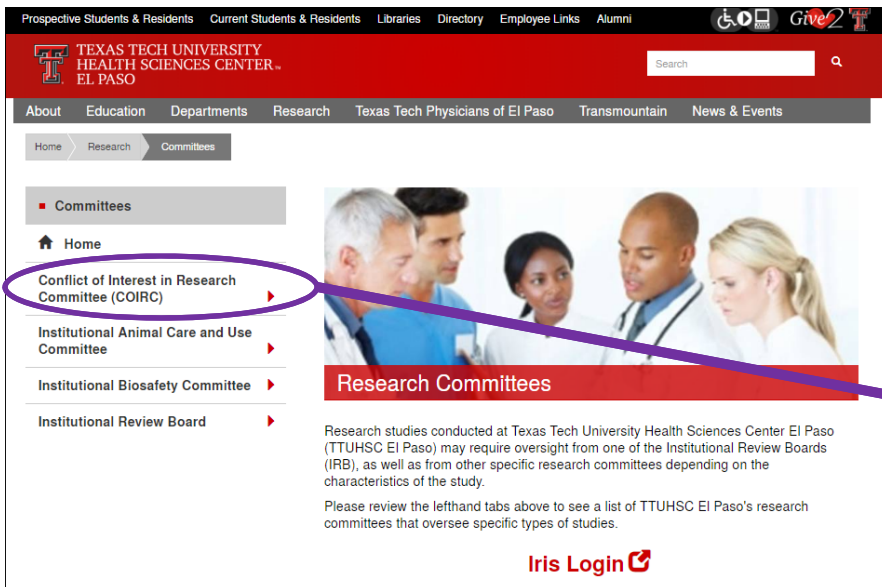 Prospective Students & Residents Current Students & Residents Libraries Directory Employee Links Alumni Give2
TEXAS TECH UNIVERSITY
HEALTH SCIENCES CENTER™
EL PASO
Search
About Education Departments Research Texas Tech Physicians of El Paso Transmountain News & Events
Home Research Committees
Committees
Home
Conflict of Interest in Research
Committee (COIRC)
Institutional Animal Care and Use
Committee
Institutional Biosafety Committee
Institutional Review Board
Research Committees
Research studies conducted at Texas Tech University Health Sciences Center El Paso
(TTUHSC El Paso) may require oversight from one of the Institutional Review Boards
(IRB), as well as from other specific research committees depending on the
characteristics of the study.
Please review the lefthand tabs above to see a list of TTUHSC El Paso's research
committees that oversee specific types of studies.
Iris Login